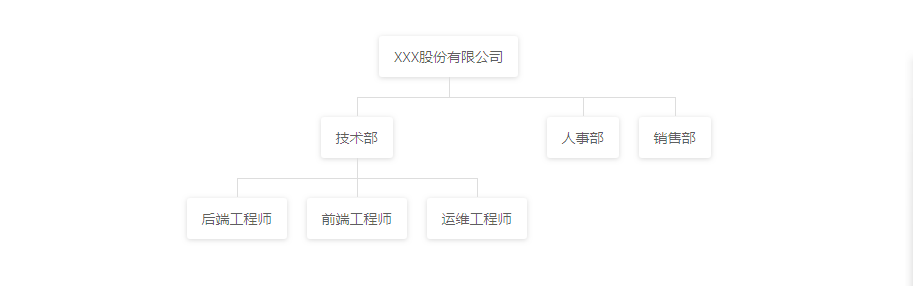 XXX股份有限公司
技术部
人事部
销售部
后端工程师
前端工程师
运维工程师